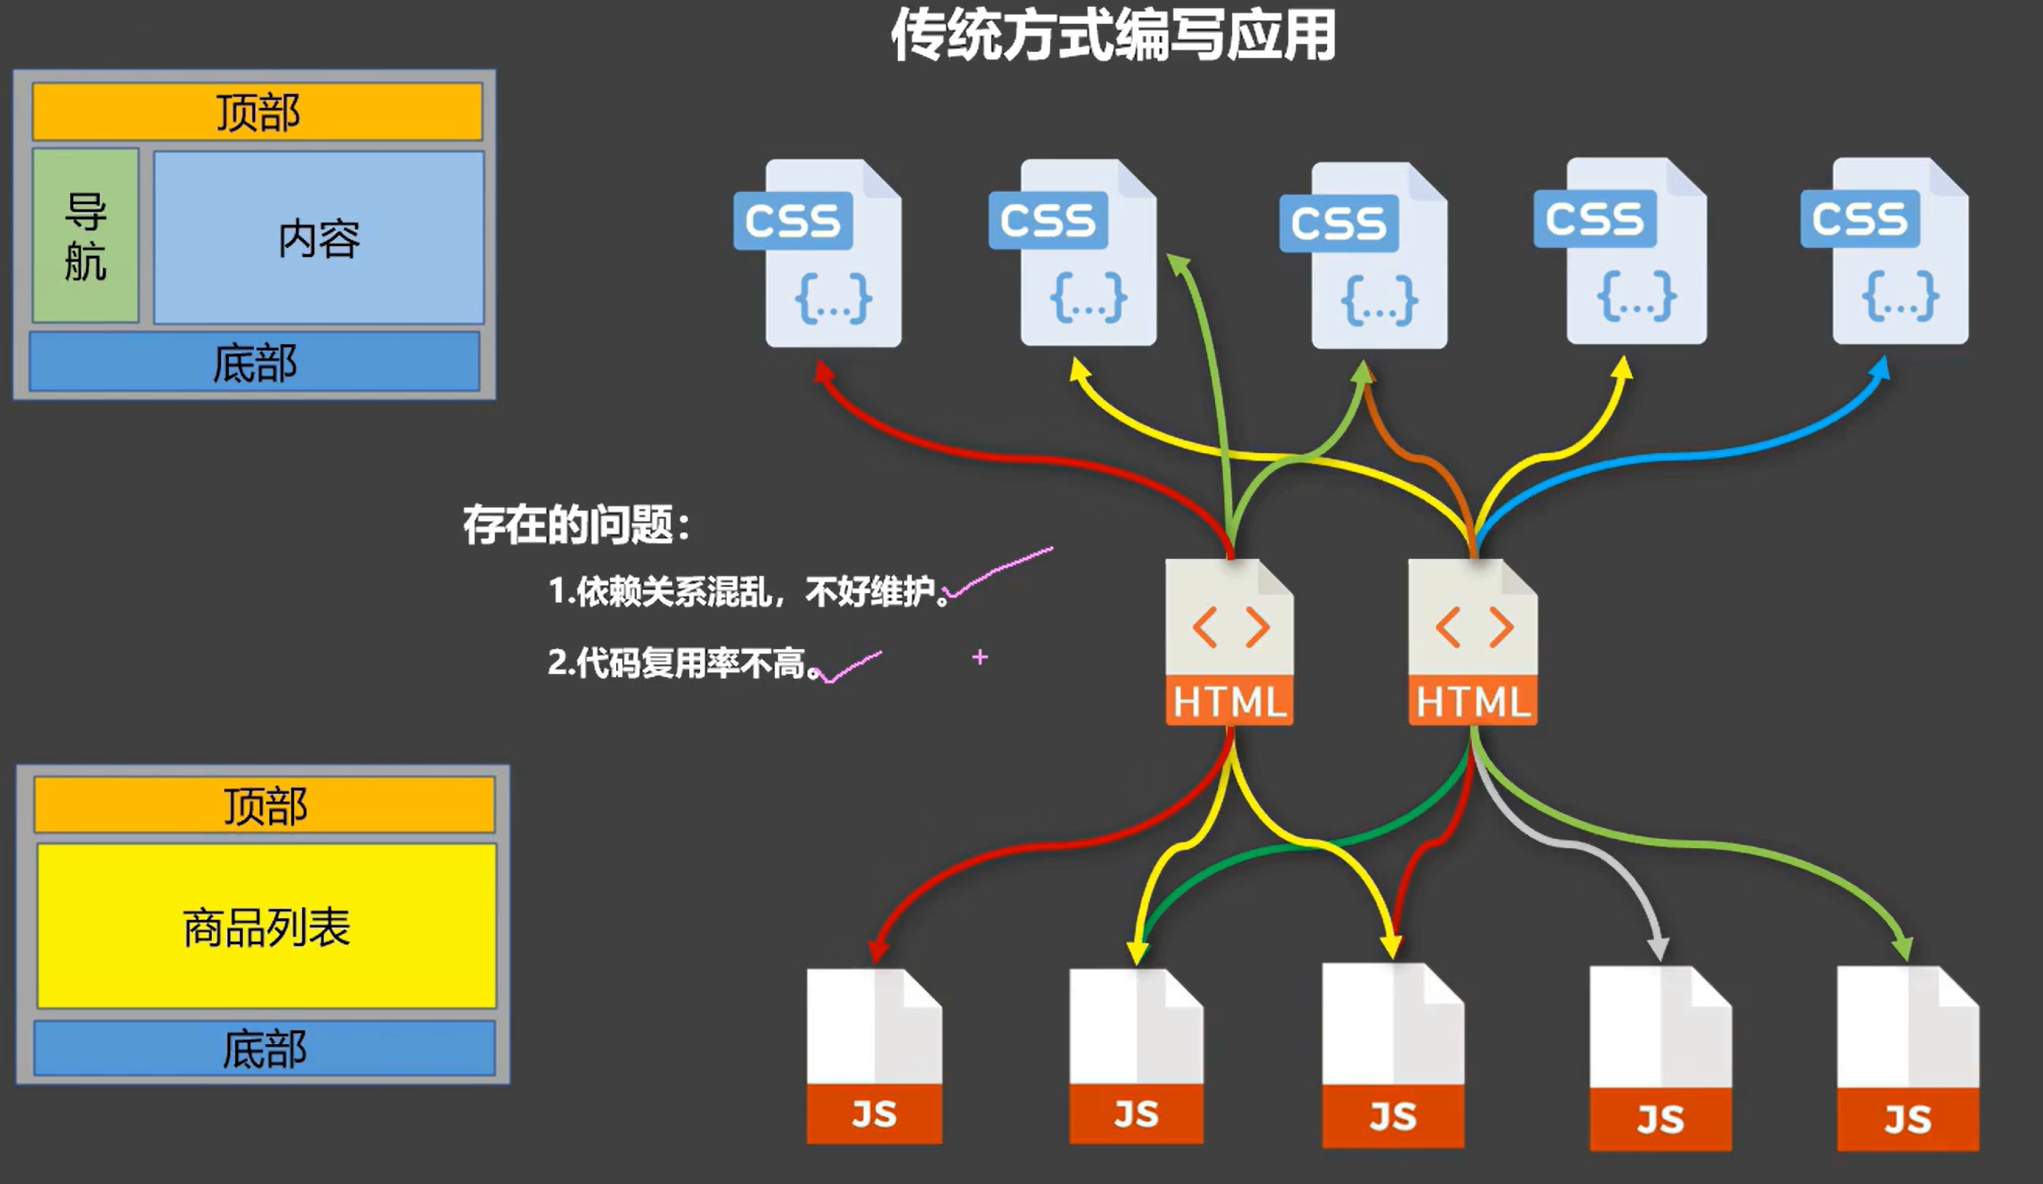 传统方式编写应用
顶部
导航
内容
底部
CSS
{...}
CSS
{...}
CSS
{...}
CSS
{...}
CSS
{...}
存在的问题：
1.依赖关系混乱，不好维护。
2.代码复用率不高。
< >
HTML
< >
HTML
顶部
商品列表
底部
JS
JS
JS
JS
JS